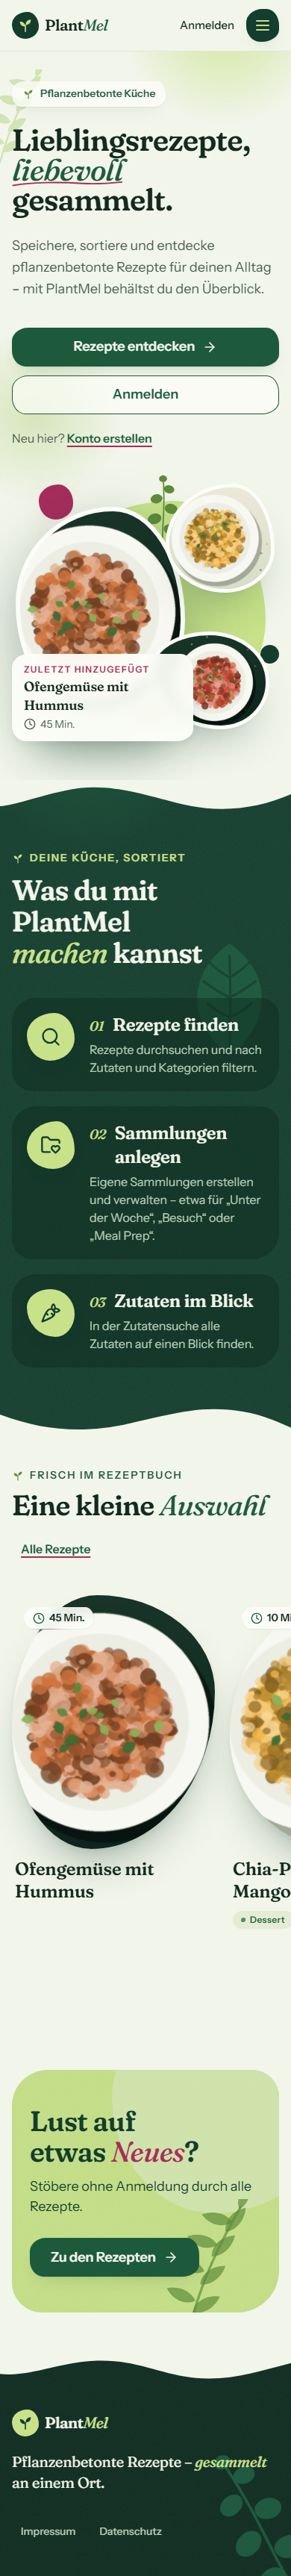 PlantMel
Anmelden
Pflanzenbetonte Küche
Lieblingsrezepte,
liebevoll
gesammelt.
Speichere, sortiere und entdecke
pflanzenbetonte Rezepte für deinen Alltag
– mit PlantMel behältst du den Überblick.
Rezepte entdecken
Anmelden
Neu hier? Konto erstellen
ZULETZT HINZUGEFÜGT
Ofengemüse mit
Hummus
45 Min.
DEINE KÜCHE, SORTIERT
Was du mit
PlantMel
machen kannst
01 Rezepte finden
Rezepte durchsuchen und nach
Zutaten und Kategorien filtern.
02 Sammlungen
anlegen
Eigene Sammlungen erstellen
und verwalten – etwa für „Unter
der Woche“, „Besuch“ oder
„Meal Prep“.
03 Zutaten im Blick
In der Zutatensuche alle
Zutaten auf einen Blick finden.
FRISCH IM REZEPTBUCH
Eine kleine Auswahl
Alle Rezepte
45 Min.
10 Mi
Ofengemüse mit
Hummus
Chia-P
Mango
# Dessert
Lust auf
etwas Neues?
Stöbere ohne Anmeldung durch alle
Rezepte.
Zu den Rezepten
PlantMel
Pflanzenbetonte Rezepte – gesammelt
an einem Ort.
Impressum
Datenschutz